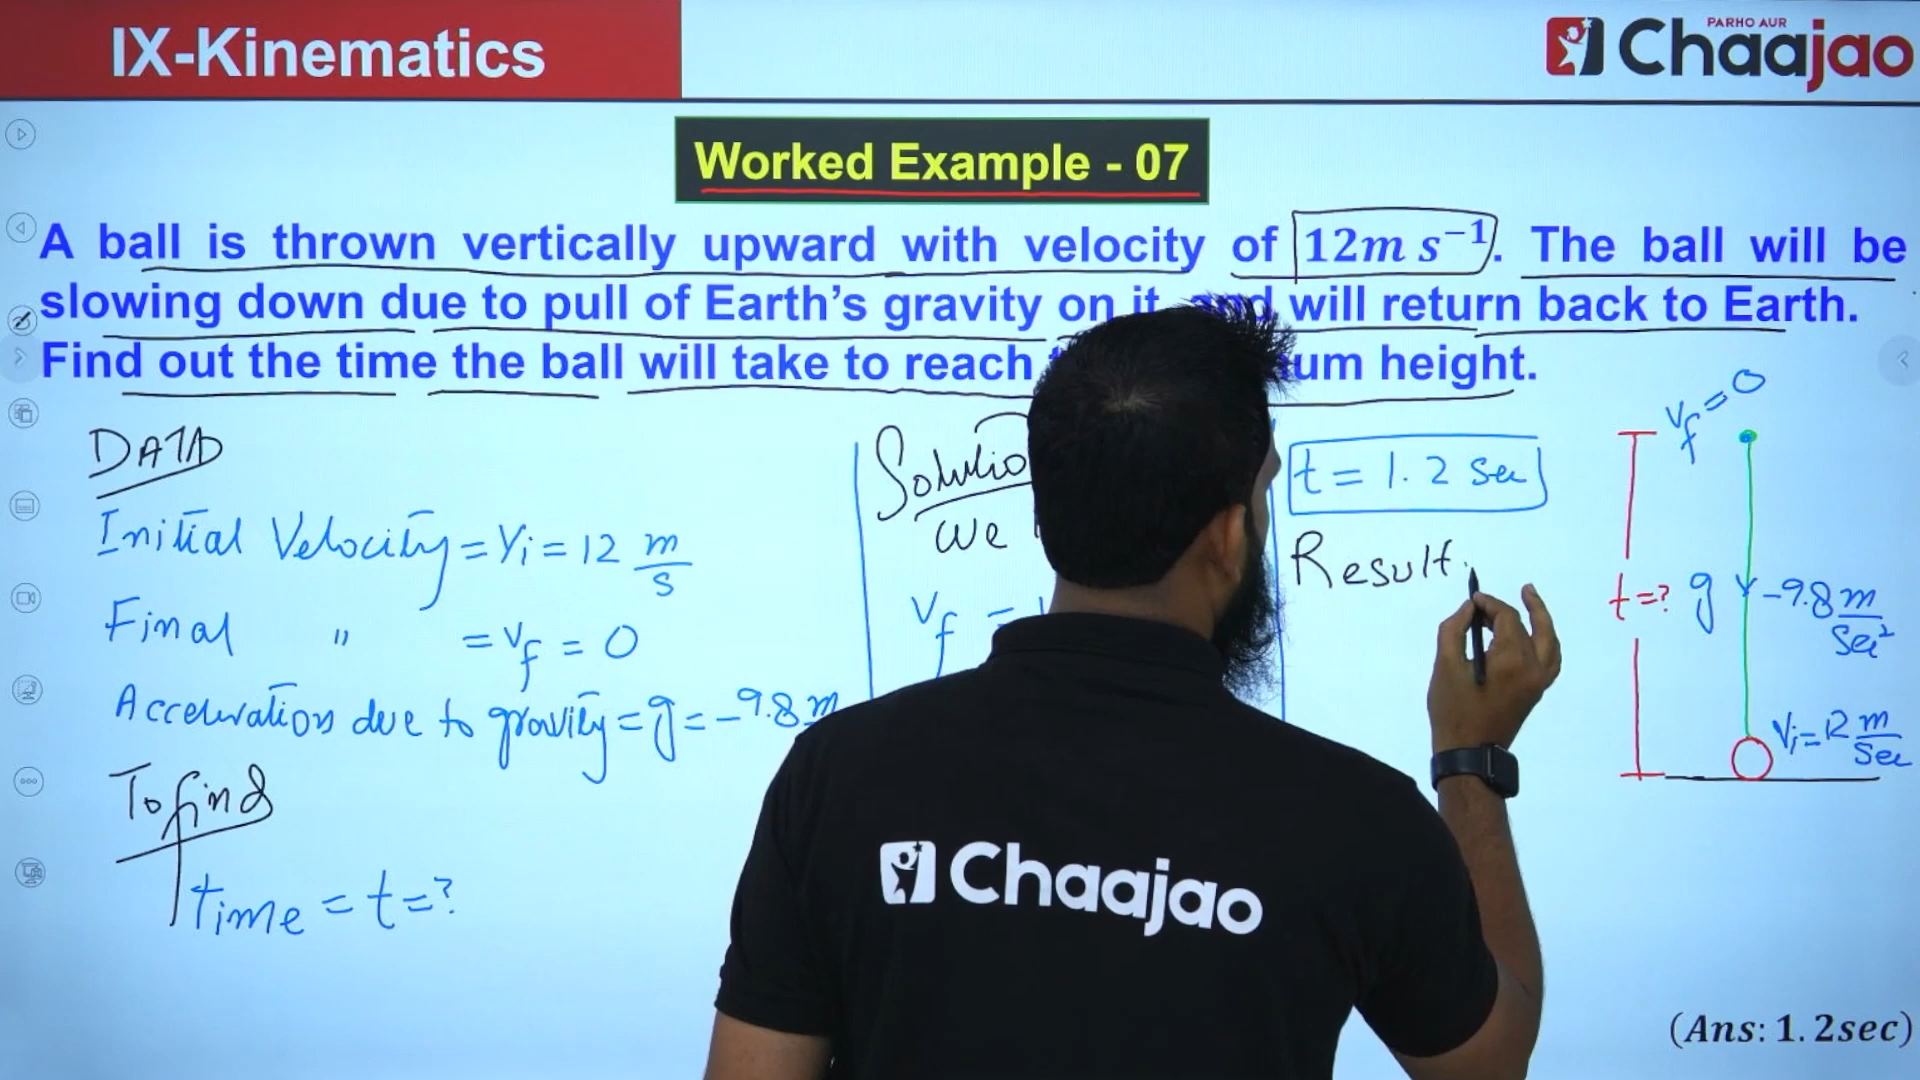 IX-Kinematics
PARHO AUR
Chaajao
Worked Example - 07
A ball is thrown vertically upward with velocity of 12m s⁻¹. The ball will be
slowing down due to pull of Earth's gravity on it, and will return back to Earth.
Find out the time the ball will take to reach um height.
DATA
Initial Velocity = Vi = 12 m/s
Final " = Vf = 0
Acceleration due to gravity = g = -9.8 m
To find
time = t = ?
Solutio
We
Vf =
t = 1.2 Sec
Result
Vf = 0
t = ? g -9.8 m/Sec²
Vi = 12 m/Sec
Chaajao
(Ans: 1.2sec)